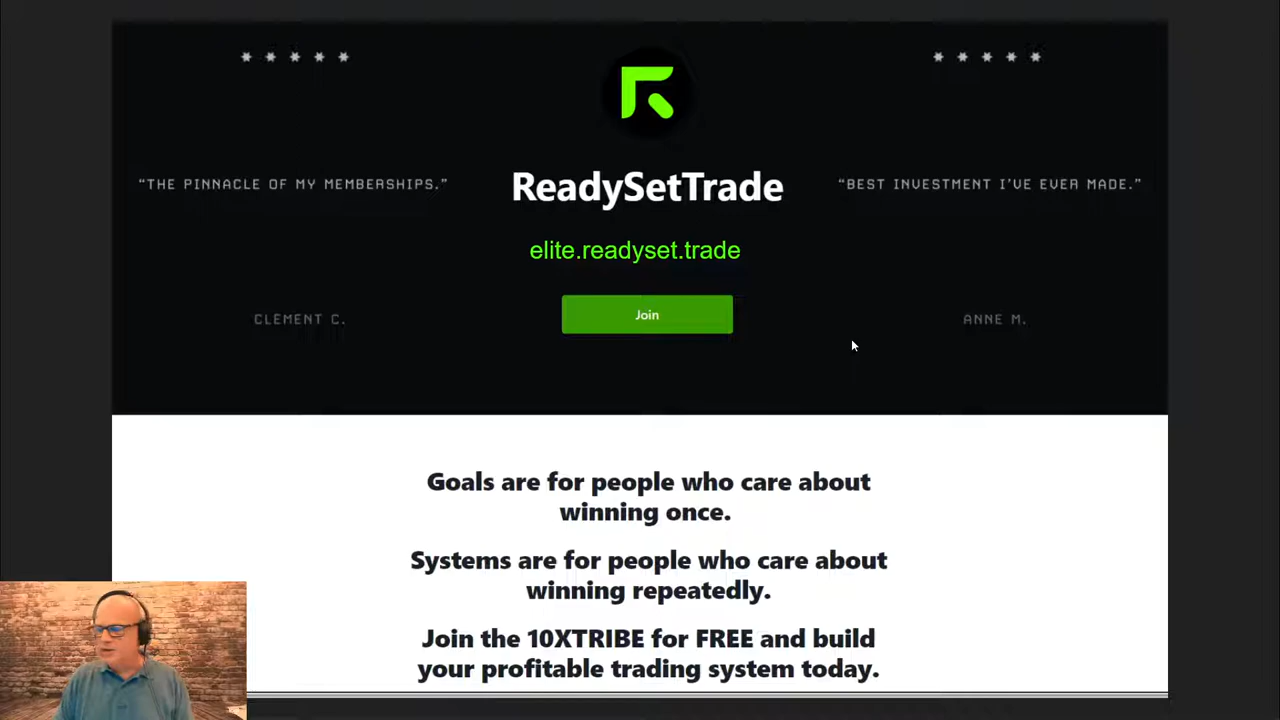 ★ ★ ★ ★ ★
★ ★ ★ ★ ★
“THE PINNACLE OF MY MEMBERSHIPS.”
ReadySetTrade
“BEST INVESTMENT I’VE EVER MADE.”
elite.readyset.trade
CLEMENT C.
Join
ANNE M.
Goals are for people who care about
winning once.
Systems are for people who care about
winning repeatedly.
Join the 10XTRIBE for FREE and build
your profitable trading system today.